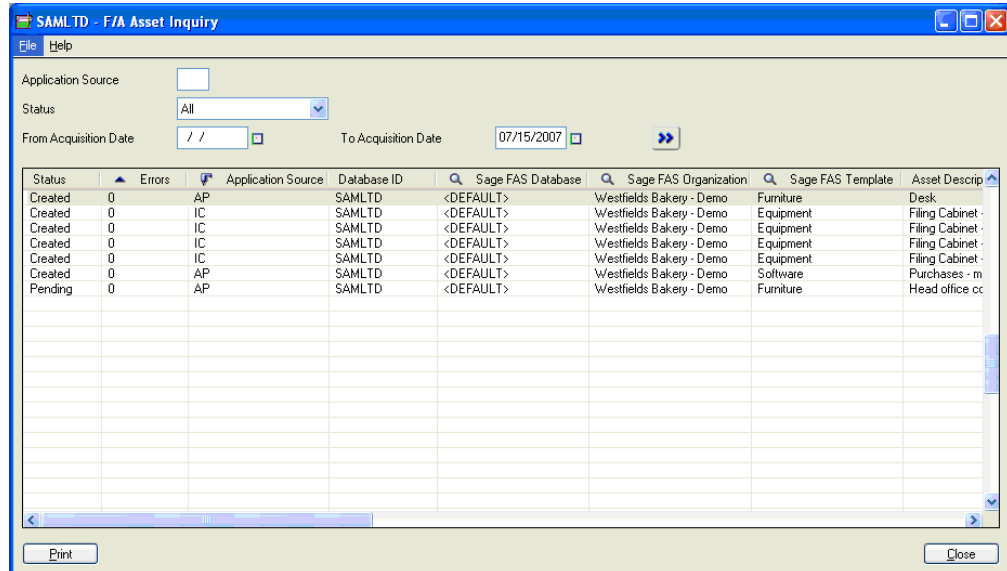 SAMLTD - F/A Asset Inquiry
File Help
Application Source
Status All
From Acquisition Date / / To Acquisition Date 07/15/2007
Status Errors Application Source Database ID Sage FAS Database Sage FAS Organization Sage FAS Template Asset Descrip
Created 0 AP SAMLTD <DEFAULT> Westfields Bakery - Demo Furniture Desk
Created 0 IC SAMLTD <DEFAULT> Westfields Bakery - Demo Equipment Filing Cabinet -
Created 0 IC SAMLTD <DEFAULT> Westfields Bakery - Demo Equipment Filing Cabinet -
Created 0 IC SAMLTD <DEFAULT> Westfields Bakery - Demo Equipment Filing Cabinet -
Created 0 IC SAMLTD <DEFAULT> Westfields Bakery - Demo Equipment Filing Cabinet -
Created 0 AP SAMLTD <DEFAULT> Westfields Bakery - Demo Software Purchases - m
Pending 0 AP SAMLTD <DEFAULT> Westfields Bakery - Demo Furniture Head office co
Print Close